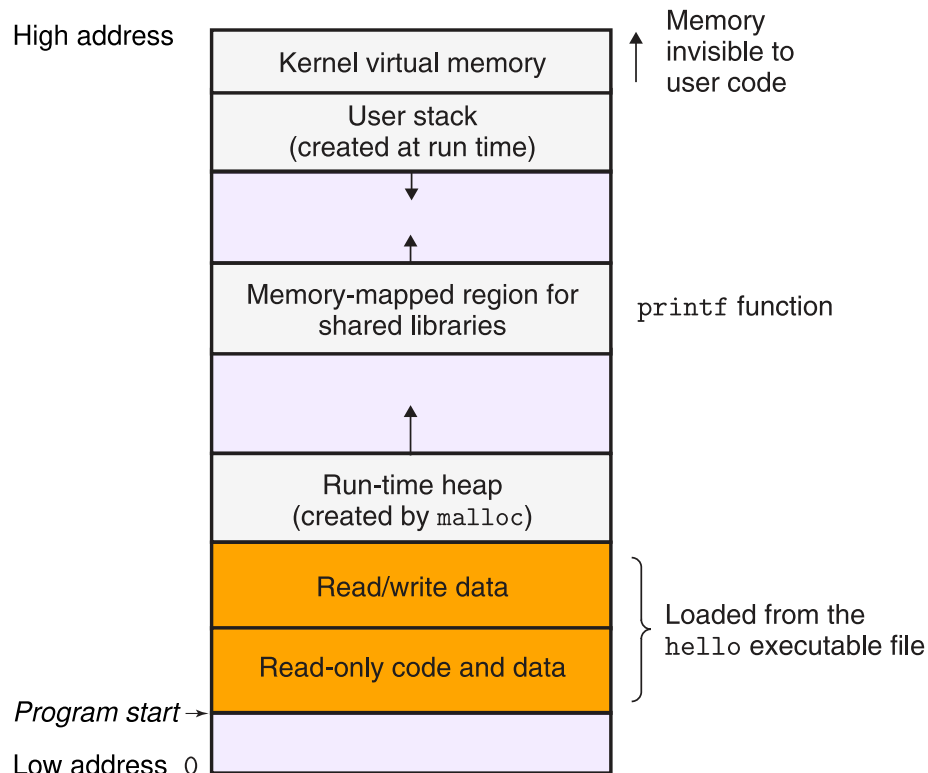 High address
Memory
invisible to
user code
Kernel virtual memory
User stack
(created at run time)
Memory-mapped region for
shared libraries
printf function
Run-time heap
(created by malloc)
Read/write data
Loaded from the
hello executable file
Read-only code and data
Program start
Low address 0